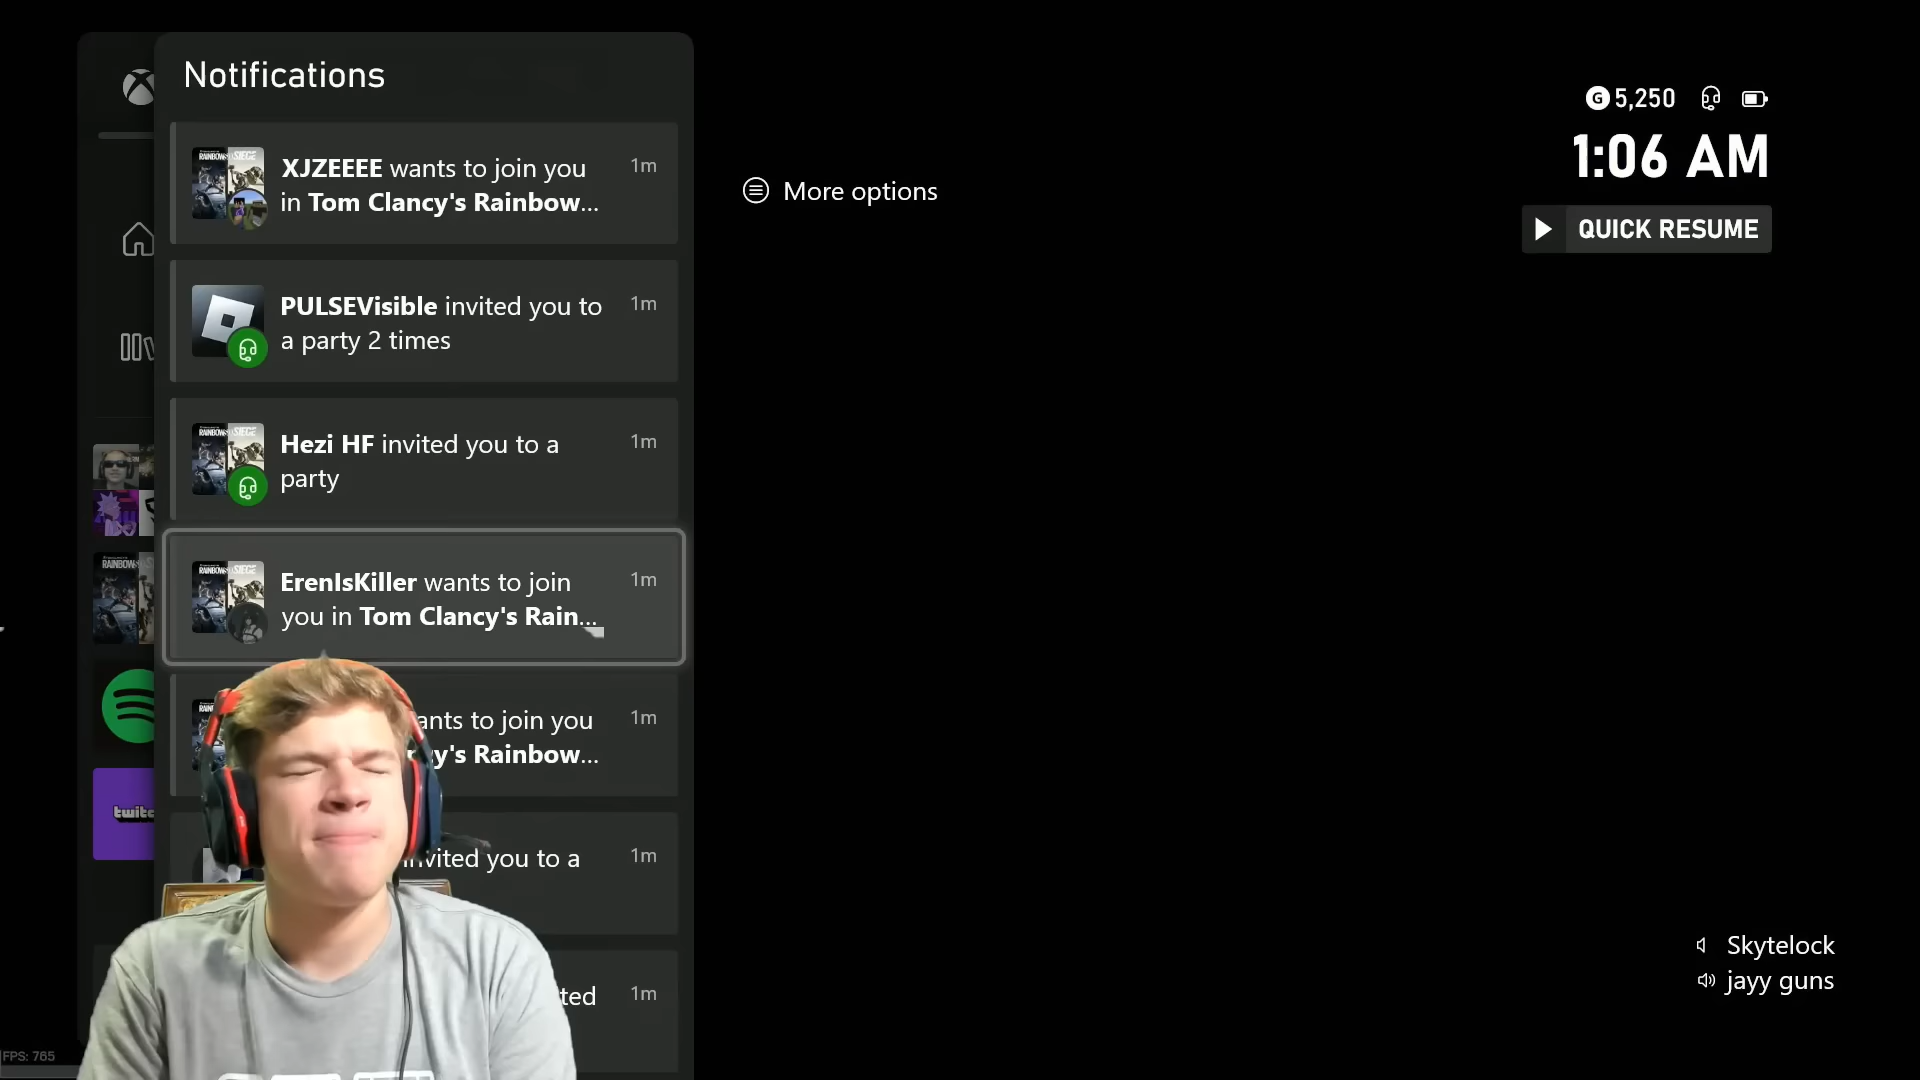 Notifications
XJZEEEE wants to join you
in Tom Clancy's Rainbow...
1m
PULSEVisible invited you to
a party 2 times
1m
Hezi HF invited you to a
party
1m
ErenIsKiller wants to join
you in Tom Clancy's Rain...
1m
ants to join you
cy's Rainbow...
1m
invited you to a
1m
ted
1m
More options
G 5,250
1:06 AM
QUICK RESUME
Skytelock
jayy guns
FPS: 765